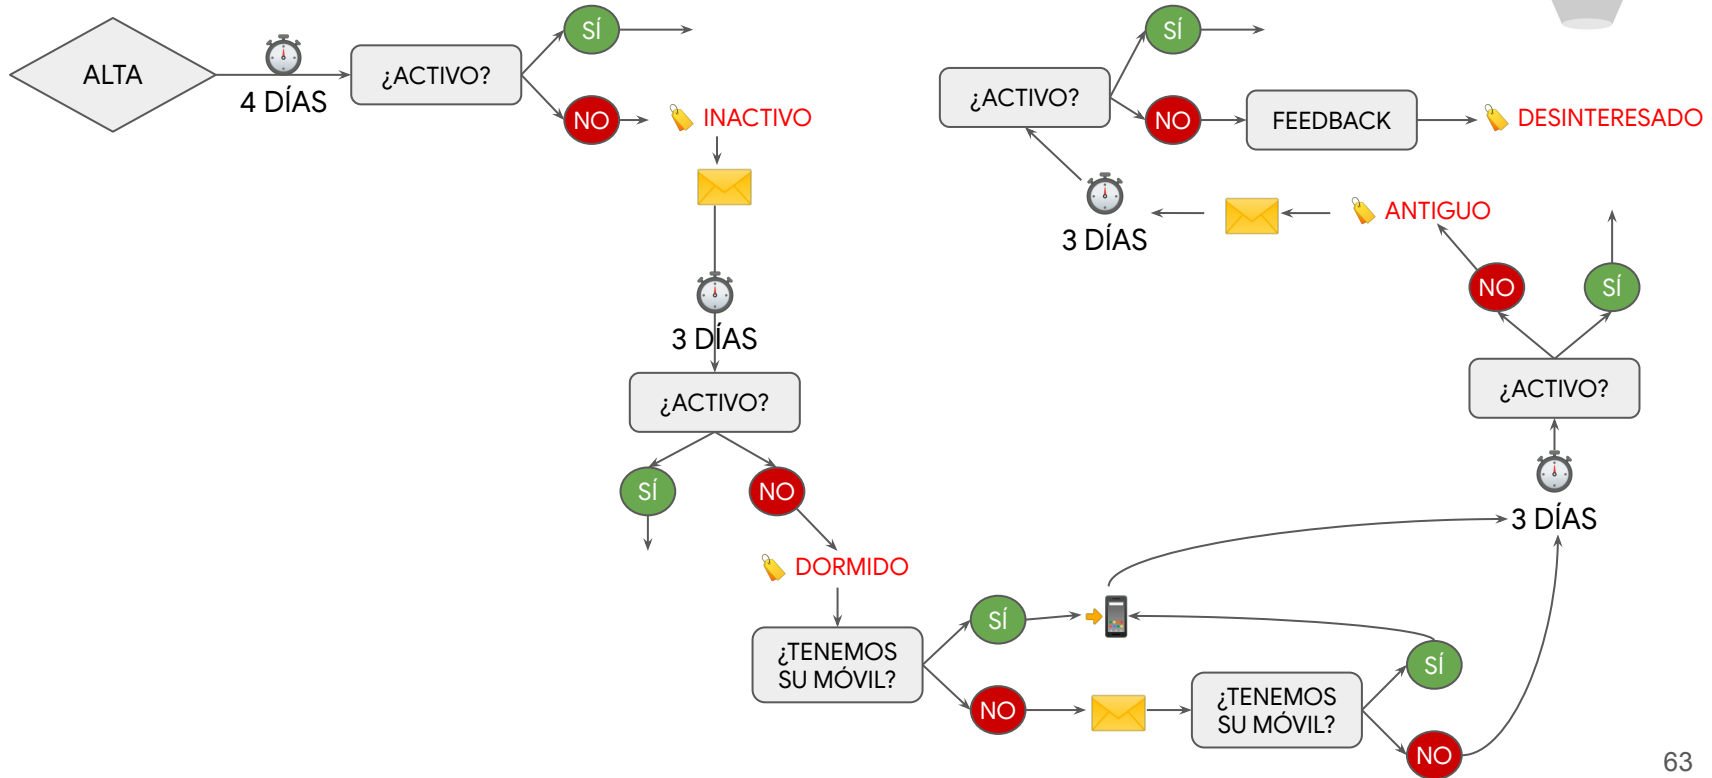 ALTA
4 DÍAS
¿ACTIVO?
SÍ
NO
INACTIVO
3 DÍAS
¿ACTIVO?
SÍ
NO
DORMIDO
¿TENEMOS
SU MÓVIL?
SÍ
NO
¿TENEMOS
SU MÓVIL?
SÍ
NO
3 DÍAS
¿ACTIVO?
NO
SÍ
ANTIGUO
3 DÍAS
¿ACTIVO?
SÍ
NO
FEEDBACK
DESINTERESADO
63